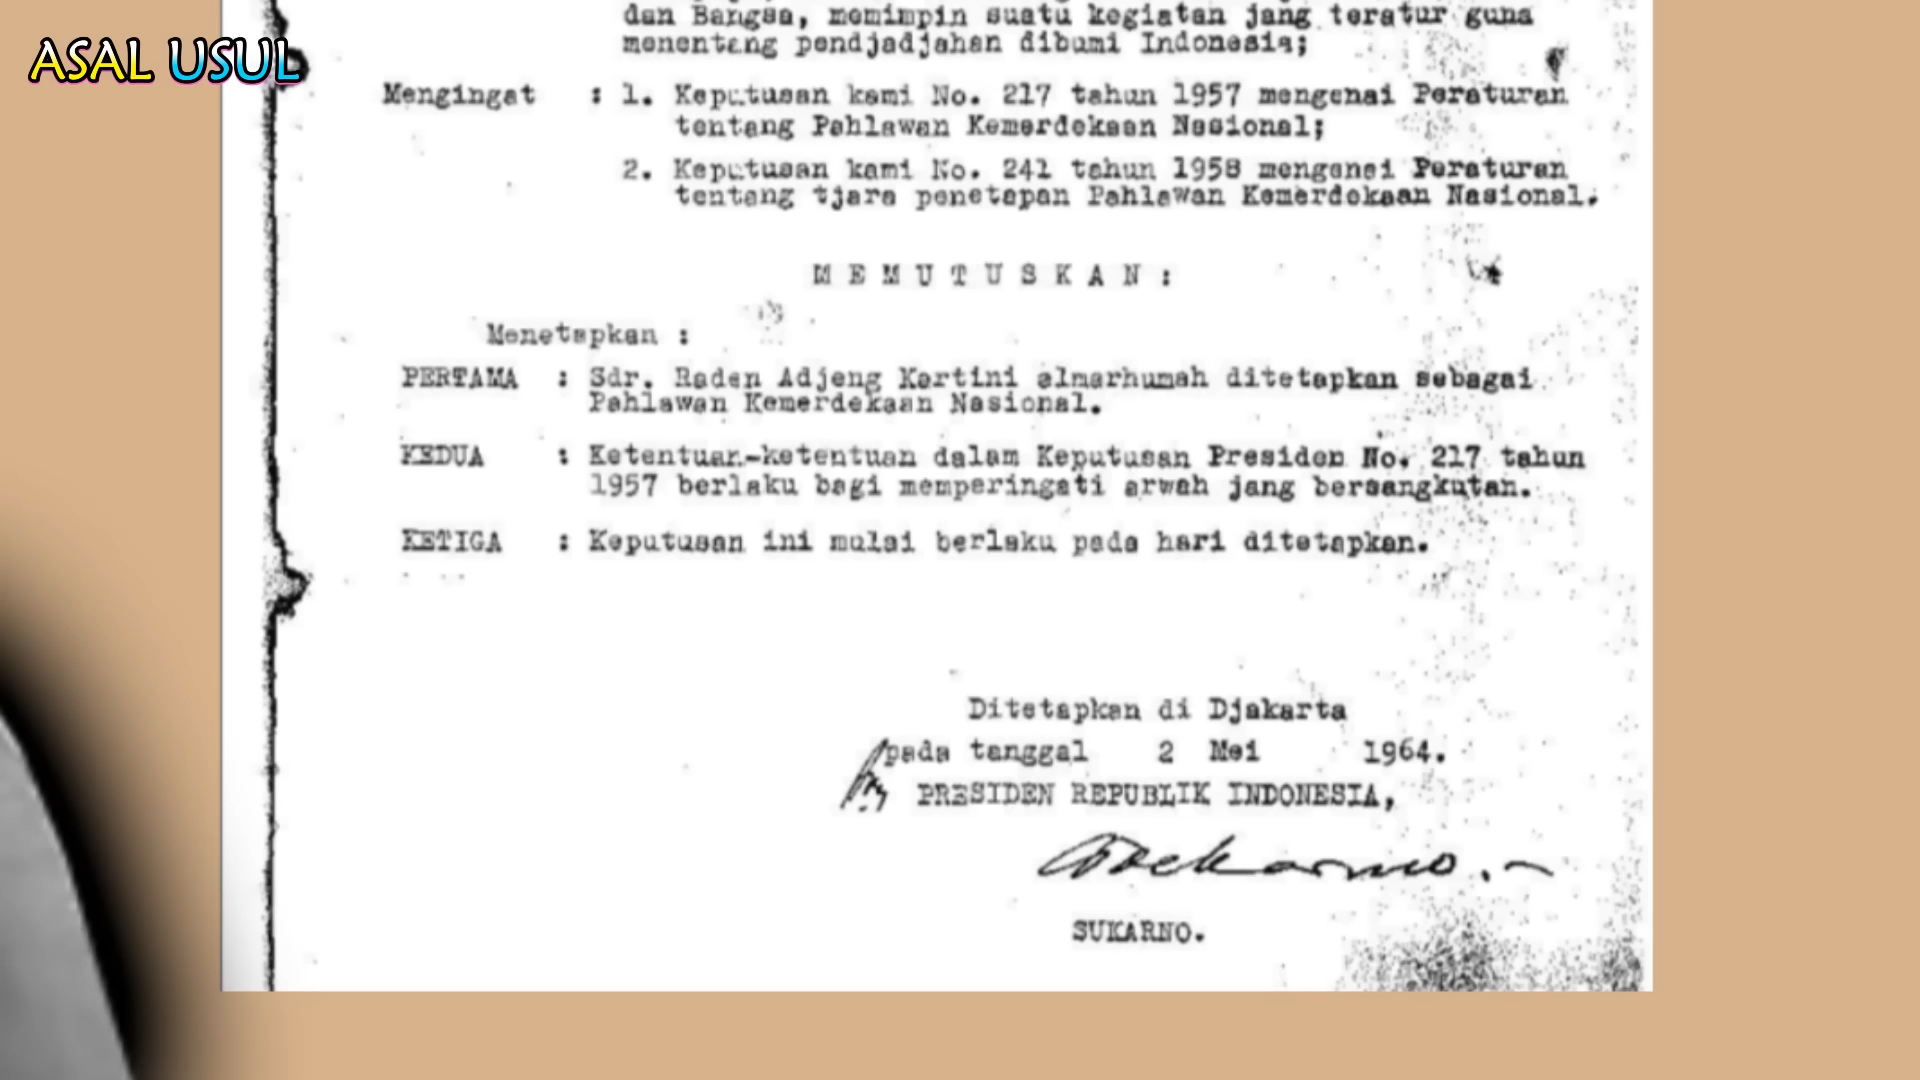 ASAL USUL
dan Bangsa, memimpin suatu kegiatan jang teratur guna
menentang pendjadjahan dibumi Indonesia;
Mengingat : 1. Keputusan kami No. 217 tahun 1957 mengenai Peraturan
tentang Pahlawan Kemerdekaan Nasional;
2. Keputusan kami No. 241 tahun 1958 mengenai Peraturan
tentang tjara penetapan Pahlawan Kemerdekaan Nasional.
MEMUTUSKAN:
Menetapkan :
PERTAMA : Sdr. Raden Adjeng Kartini almarhumah ditetapkan sebagai
Pahlawan Kemerdekaan Nasional.
KEDUA : Ketentuan-ketentuan dalam Keputusan Presiden No. 217 tahun
1957 berlaku bagi memperingati arwah jang bersangkutan.
KETIGA : Keputusan ini mulai berlaku pada hari ditetapkan.
Ditetapkan di Djakarta
pada tanggal 2 Mei 1964.
PRESIDEN REPUBLIK INDONESIA,
Soekarno.
SUKARNO.